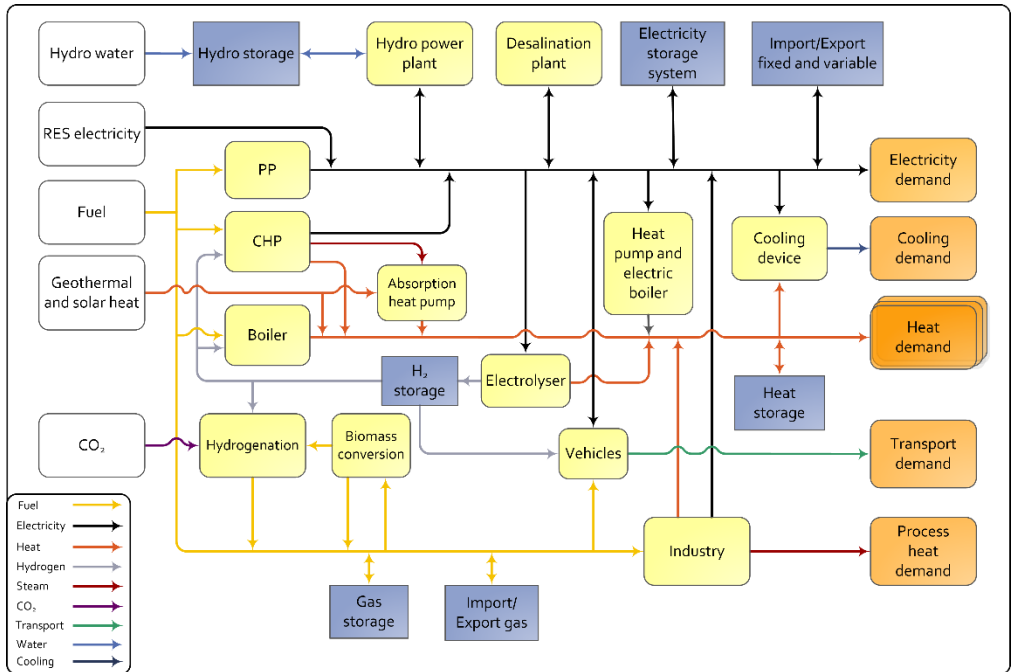 Hydro water
Hydro storage
Hydro power
plant
Desalination
plant
Electricity
storage
system
Import/Export
fixed and variable
RES electricity
PP
Electricity
demand
Fuel
CHP
Heat
pump and
electric
boiler
Cooling
device
Cooling
demand
Geothermal
and solar heat
Absorption
heat pump
Boiler
Heat
demand
H₂
storage
Electrolyser
Heat
storage
CO₂
Hydrogenation
Biomass
conversion
Vehicles
Transport
demand
Industry
Process
heat
demand
Gas
storage
Import/
Export gas
Fuel
Electricity
Heat
Hydrogen
Steam
CO₂
Transport
Water
Cooling